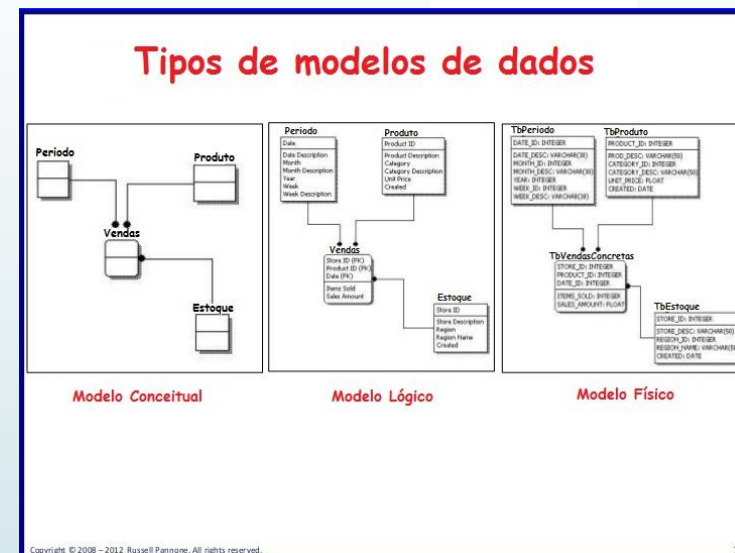 Tipos de modelos de dados
Periodo
Produto
Vendas
Estoque
Modelo Conceitual
Periodo
Date
Date Description
Month
Month Description
Year
Week
Week Description
Produto
Product ID
Product Description
Category
Category Description
Unit Price
Created
Vendas
Store ID (FK)
Product ID (FK)
Date (FK)
Items Sold
Sales Amount
Estoque
Store ID
Store Description
Region
Region Name
Created
Modelo Lógico
TbPeriodo
DATE_ID: INTEGER
DATE_DESC: VARCHAR(30)
MONTH_ID: INTEGER
MONTH_DESC: VARCHAR(30)
YEAR: INTEGER
WEEK_ID: INTEGER
WEEK_DESC: VARCHAR(30)
TbProduto
PRODUCT_ID: INTEGER
PROD_DESC: VARCHAR(50)
CATEGORY_ID: INTEGER
CATEGORY_DESC: VARCHAR(50)
UNIT_PRICE: FLOAT
CREATED: DATE
TbVendasConcretas
STORE_ID: INTEGER
PRODUCT_ID: INTEGER
DATE_ID: INTEGER
ITEMS_SOLD: INTEGER
SALES_AMOUNT: FLOAT
TbEstoque
STORE_ID: INTEGER
STORE_DESC: VARCHAR(50)
REGION_ID: INTEGER
REGION_NAME: VARCHAR(50
CREATED: DATE
Modelo Físico
Copyright © 2008 – 2012 Russell Pannone. All rights reserved.